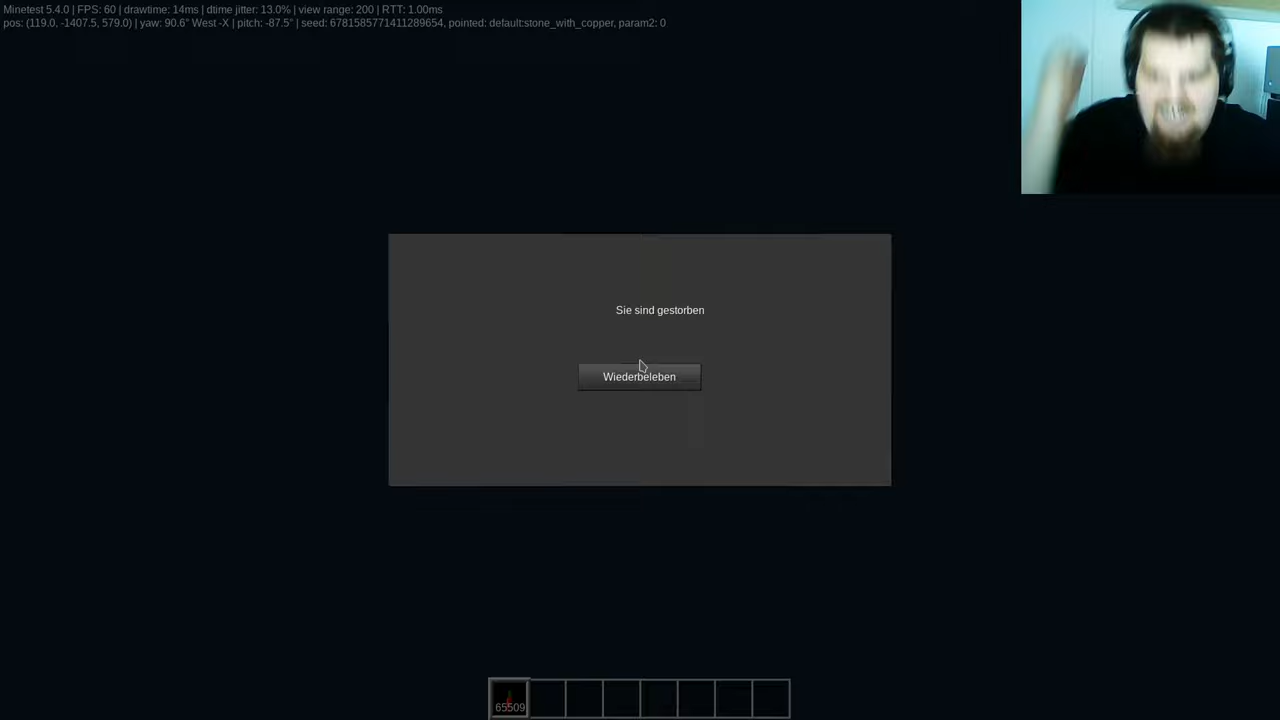 Minetest 5.4.0 | FPS: 60 | drawtime: 14ms | dtime jitter: 13.0% | view range: 200 | RTT: 1.00ms
pos: (119.0, -1407.5, 579.0) | yaw: 90.6° West -X | pitch: -87.5° | seed: 6781585771411289654, pointed: default:stone_with_copper, param2: 0
Sie sind gestorben
Wiederbeleben
65509